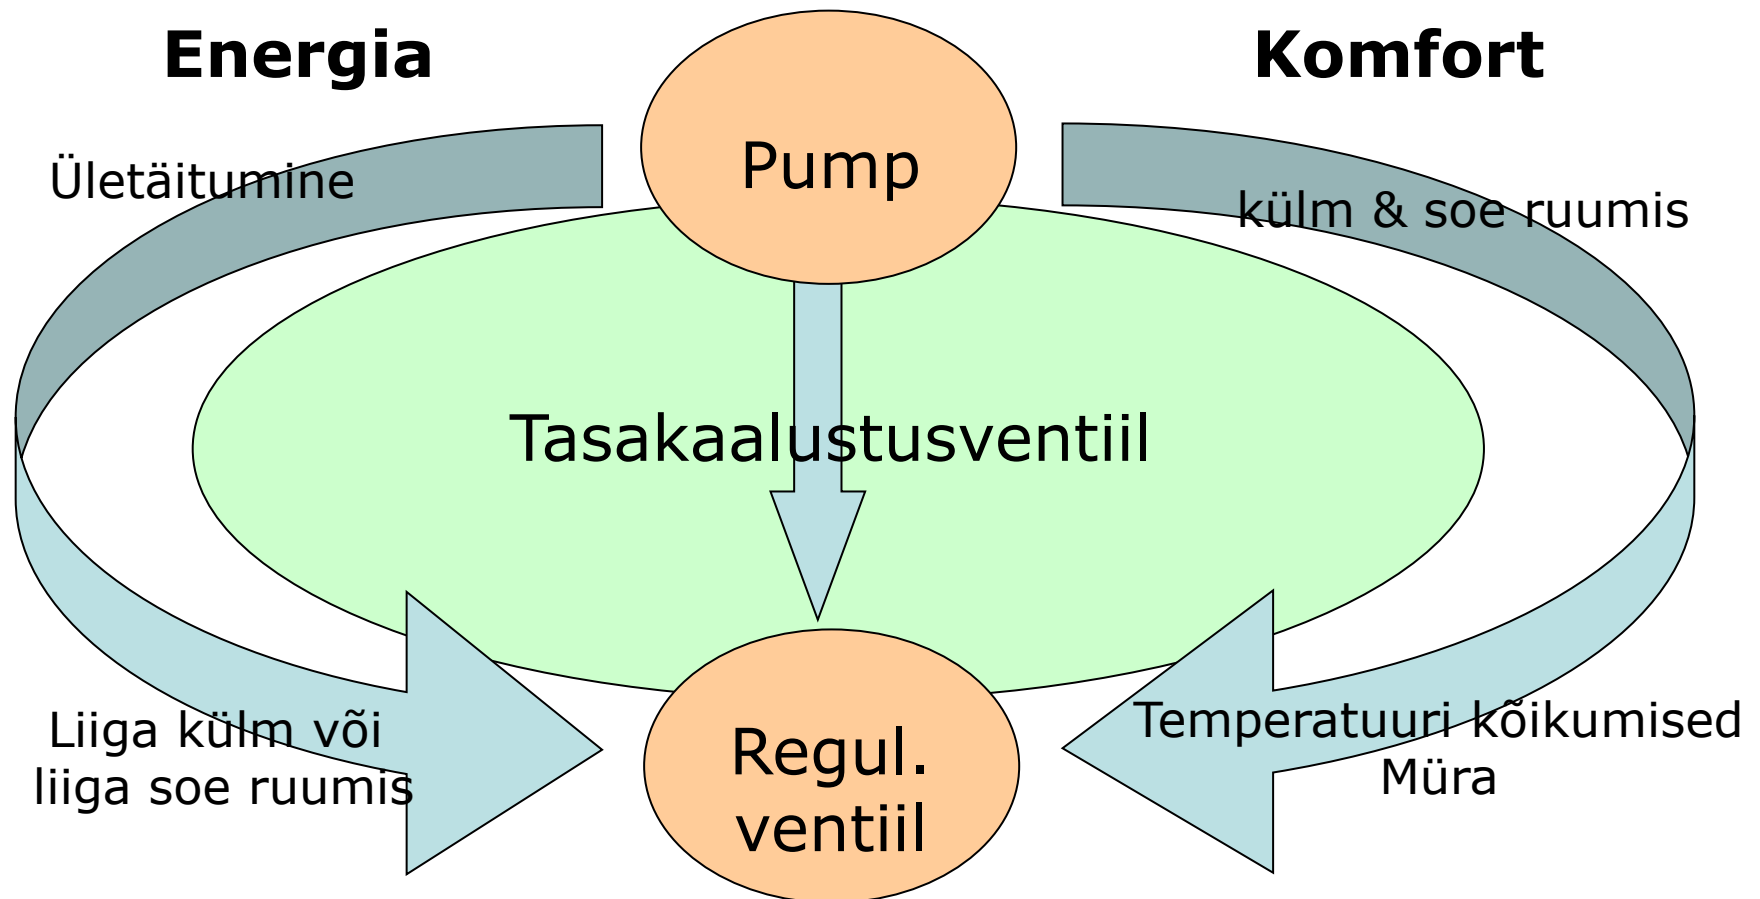 Energia
Komfort
Pump
Ületäitumine
külm & soe ruumis
Tasakaalustusventiil
Liiga külm või
liiga soe ruumis
Regul.
ventiil
Temperatuuri kõikumised
Müra